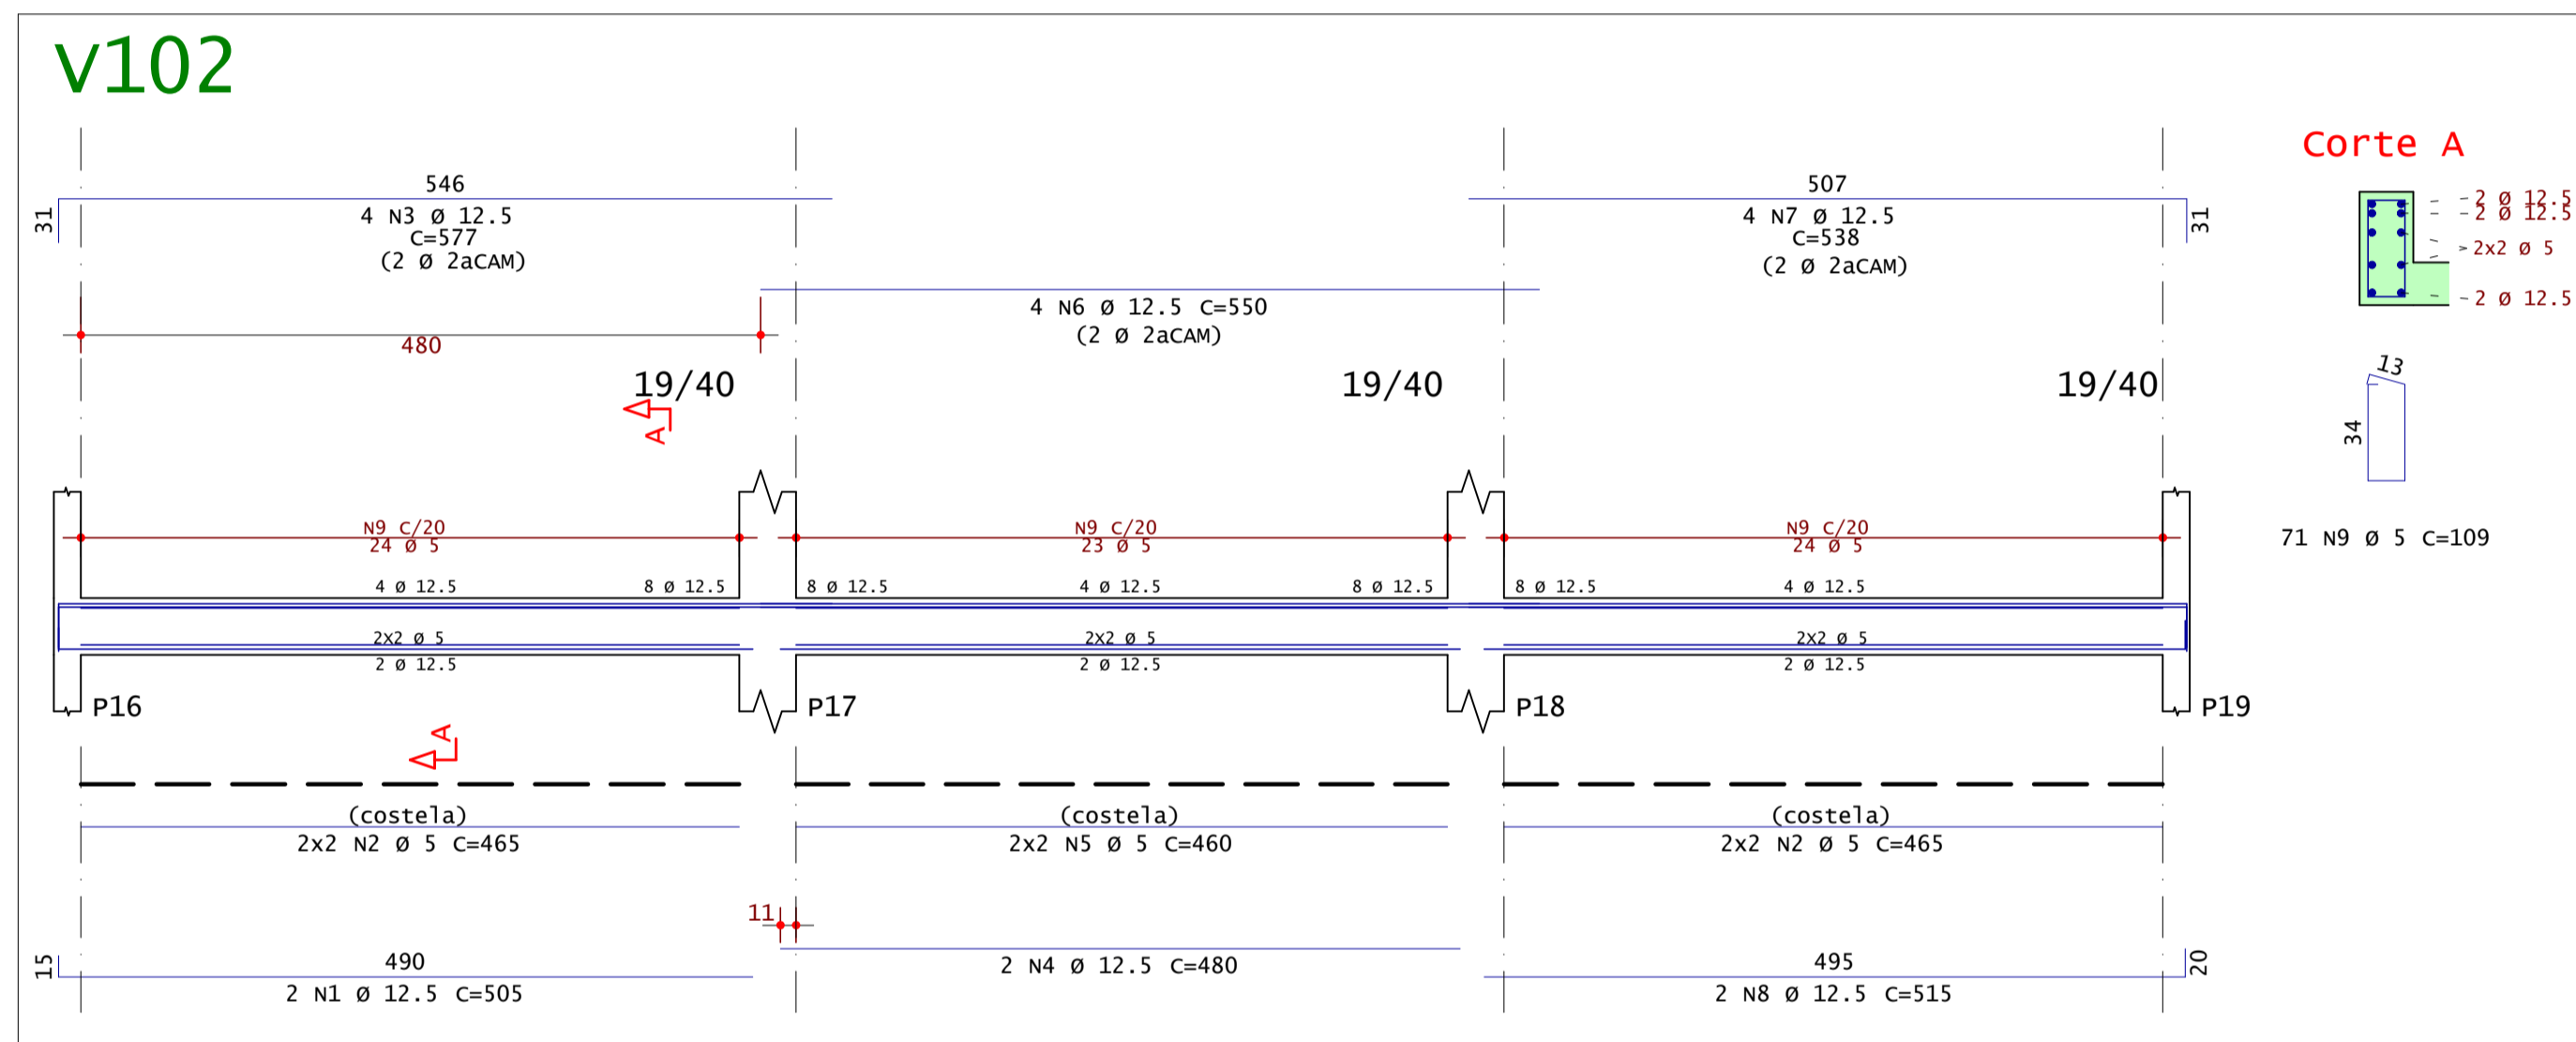 V102
Corte A
546
31
4 N3 Ø 12.5
C=577
(2 Ø 2aCAM)
507
31
4 N7 Ø 12.5
C=538
(2 Ø 2aCAM)
4 N6 Ø 12.5 C=550
(2 Ø 2aCAM)
480
2 Ø 12.5
2 Ø 12.5
2x2 Ø 5
2 Ø 12.5
19/40
19/40
19/40
A
13
34
71 N9 Ø 5 C=109
N9 C/20
24 Ø 5
N9 C/20
23 Ø 5
N9 C/20
24 Ø 5
4 Ø 12.5
8 Ø 12.5
8 Ø 12.5
4 Ø 12.5
8 Ø 12.5
8 Ø 12.5
4 Ø 12.5
2X2 Ø 5
2X2 Ø 5
2X2 Ø 5
2 Ø 12.5
2 Ø 12.5
2 Ø 12.5
P16
P17
P18
P19
A
(costela)
2x2 N2 Ø 5 C=465
(costela)
2x2 N5 Ø 5 C=460
(costela)
2x2 N2 Ø 5 C=465
11
15
490
2 N1 Ø 12.5 C=505
2 N4 Ø 12.5 C=480
495
20
2 N8 Ø 12.5 C=515